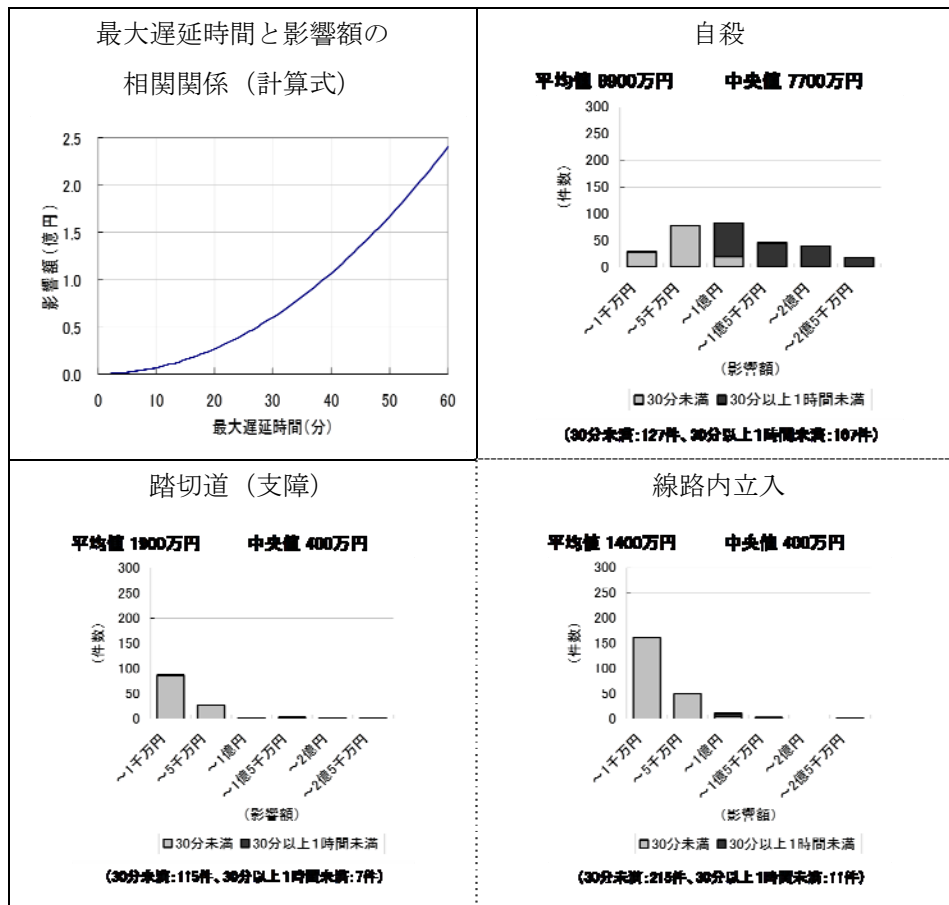 最大遅延時間と影響額の
相関関係（計算式）
2.5
2.0
1.5
1.0
0.5
0.0
影響額(億円)
0 10 20 30 40 50 60
最大遅延時間(分)
自殺
平均値 8900万円 中央値 7700万円
300
250
200
150
100
50
0
(件数)
～1千万円 ～5千万円 ～1億円 ～1億5千万円 ～2億円 ～2億5千万円
(影響額)
30分未満 30分以上1時間未満
(30分未満:127件、30分以上1時間未満:167件)
踏切道（支障）
平均値 1900万円 中央値 400万円
300
250
200
150
100
50
0
(件数)
～1千万円 ～5千万円 ～1億円 ～1億5千万円 ～2億円 ～2億5千万円
(影響額)
30分未満 30分以上1時間未満
(30分未満:115件、30分以上1時間未満:7件)
線路内立入
平均値 1400万円 中央値 400万円
300
250
200
150
100
50
0
(件数)
～1千万円 ～5千万円 ～1億円 ～1億5千万円 ～2億円 ～2億5千万円
(影響額)
30分未満 30分以上1時間未満
(30分未満:215件、30分以上1時間未満:11件)